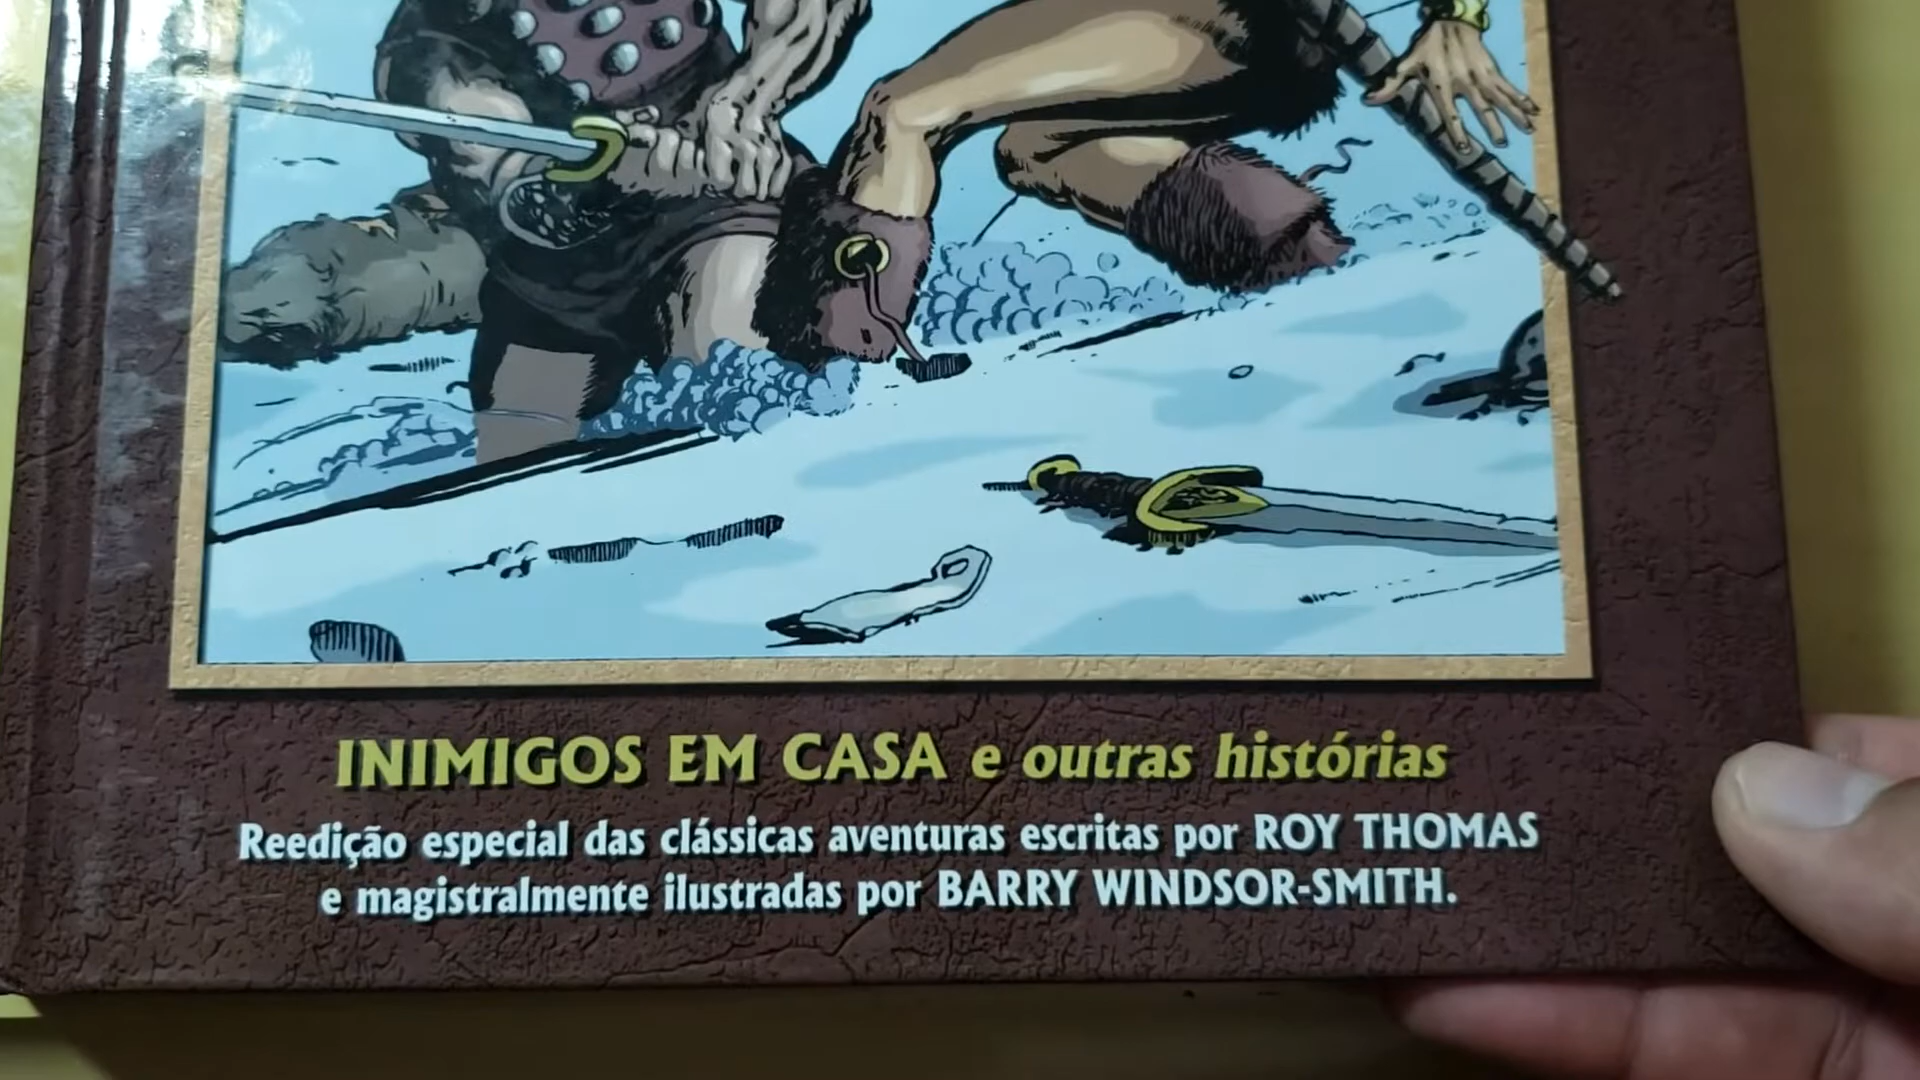 INIMIGOS EM CASA e outras histórias
Reedição especial das clássicas aventuras escritas por ROY THOMAS
e magistralmente ilustradas por BARRY WINDSOR-SMITH.